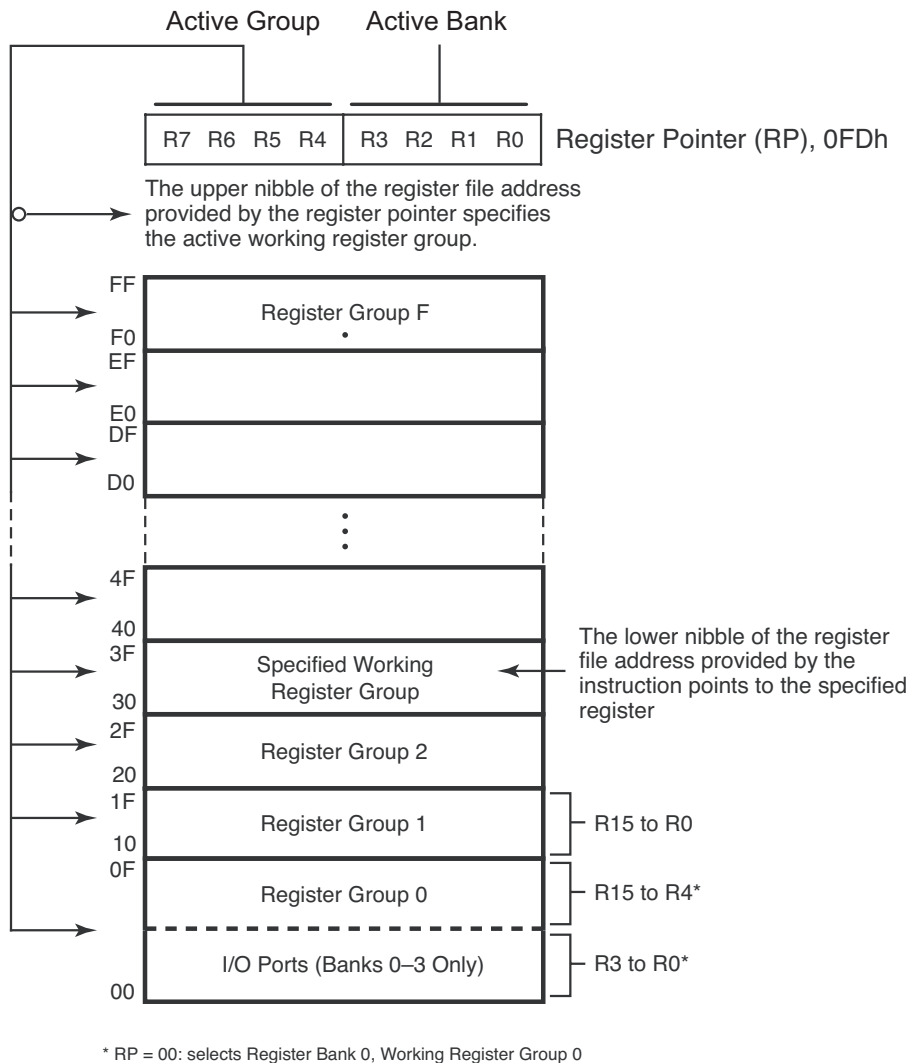 Active Group Active Bank
R7 R6 R5 R4 R3 R2 R1 R0 Register Pointer (RP), 0FDh
The upper nibble of the register file address
provided by the register pointer specifies
the active working register group.
FF
Register Group F
F0
EF
E0
DF
D0
4F
40
3F
Specified Working
Register Group
30
The lower nibble of the register
file address provided by the
instruction points to the specified
register
2F
Register Group 2
20
1F
Register Group 1
10
R15 to R0
0F
Register Group 0
R15 to R4*
I/O Ports (Banks 0–3 Only)
R3 to R0*
00
* RP = 00: selects Register Bank 0, Working Register Group 0